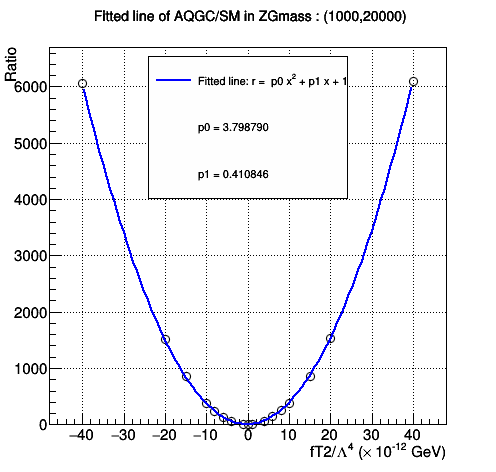 FItted line of AQGC/SM in ZGmass : (1000,20000)
Ratio
Fitted line: r = p0 x² + p1 x + 1
p0 = 3.798790
p1 = 0.410846
6000
5000
4000
3000
2000
1000
0
−40 −30 −20 −10 0 10 20 30 40
fT2/Λ⁴ (× 10⁻¹² GeV)